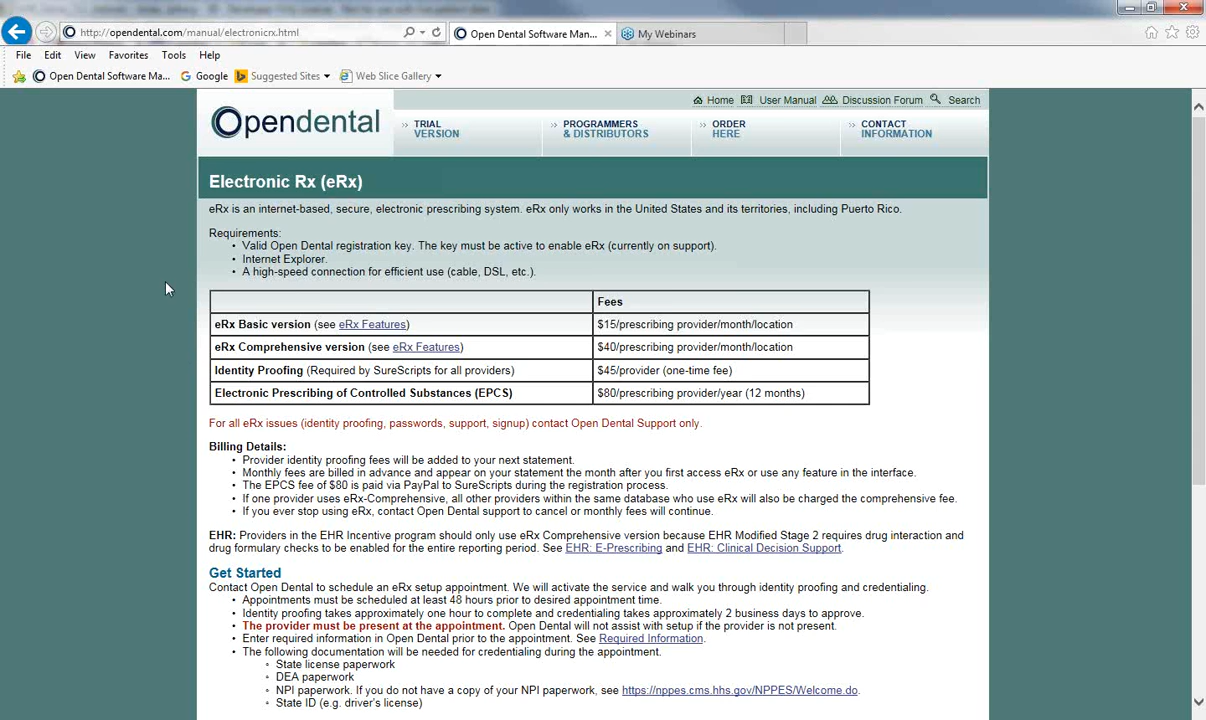 http://opendental.com/manual/electronicrx.html
Open Dental Software Man...
My Webinars
File Edit View Favorites Tools Help
Open Dental Software Ma... Google Suggested Sites Web Slice Gallery
Home User Manual Discussion Forum Search
Opendental
TRIAL
VERSION
PROGRAMMERS
& DISTRIBUTORS
ORDER
HERE
CONTACT
INFORMATION
Electronic Rx (eRx)
eRx is an internet-based, secure, electronic prescribing system. eRx only works in the United States and its territories, including Puerto Rico.
Requirements:
• Valid Open Dental registration key. The key must be active to enable eRx (currently on support).
• Internet Explorer.
• A high-speed connection for efficient use (cable, DSL, etc.).
Fees
eRx Basic version (see eRx Features) $15/prescribing provider/month/location
eRx Comprehensive version (see eRx Features) $40/prescribing provider/month/location
Identity Proofing (Required by SureScripts for all providers) $45/provider (one-time fee)
Electronic Prescribing of Controlled Substances (EPCS) $80/prescribing provider/year (12 months)
For all eRx issues (identity proofing, passwords, support, signup) contact Open Dental Support only.
Billing Details:
• Provider identity proofing fees will be added to your next statement.
• Monthly fees are billed in advance and appear on your statement the month after you first access eRx or use any feature in the interface.
• The EPCS fee of $80 is paid via PayPal to SureScripts during the registration process.
• If one provider uses eRx-Comprehensive, all other providers within the same database who use eRx will also be charged the comprehensive fee.
• If you ever stop using eRx, contact Open Dental support to cancel or monthly fees will continue.
EHR: Providers in the EHR Incentive program should only use eRx Comprehensive version because EHR Modified Stage 2 requires drug interaction and
drug formulary checks to be enabled for the entire reporting period. See EHR: E-Prescribing and EHR: Clinical Decision Support.
Get Started
Contact Open Dental to schedule an eRx setup appointment. We will activate the service and walk you through identity proofing and credentialing.
• Appointments must be scheduled at least 48 hours prior to desired appointment time.
• Identity proofing takes approximately one hour to complete and credentialing takes approximately 2 business days to approve.
• The provider must be present at the appointment. Open Dental will not assist with setup if the provider is not present.
• Enter required information in Open Dental prior to the appointment. See Required Information.
• The following documentation will be needed for credentialing during the appointment.
◦ State license paperwork
◦ DEA paperwork
◦ NPI paperwork. If you do not have a copy of your NPI paperwork, see https://nppes.cms.hhs.gov/NPPES/Welcome.do.
◦ State ID (e.g. driver's license)